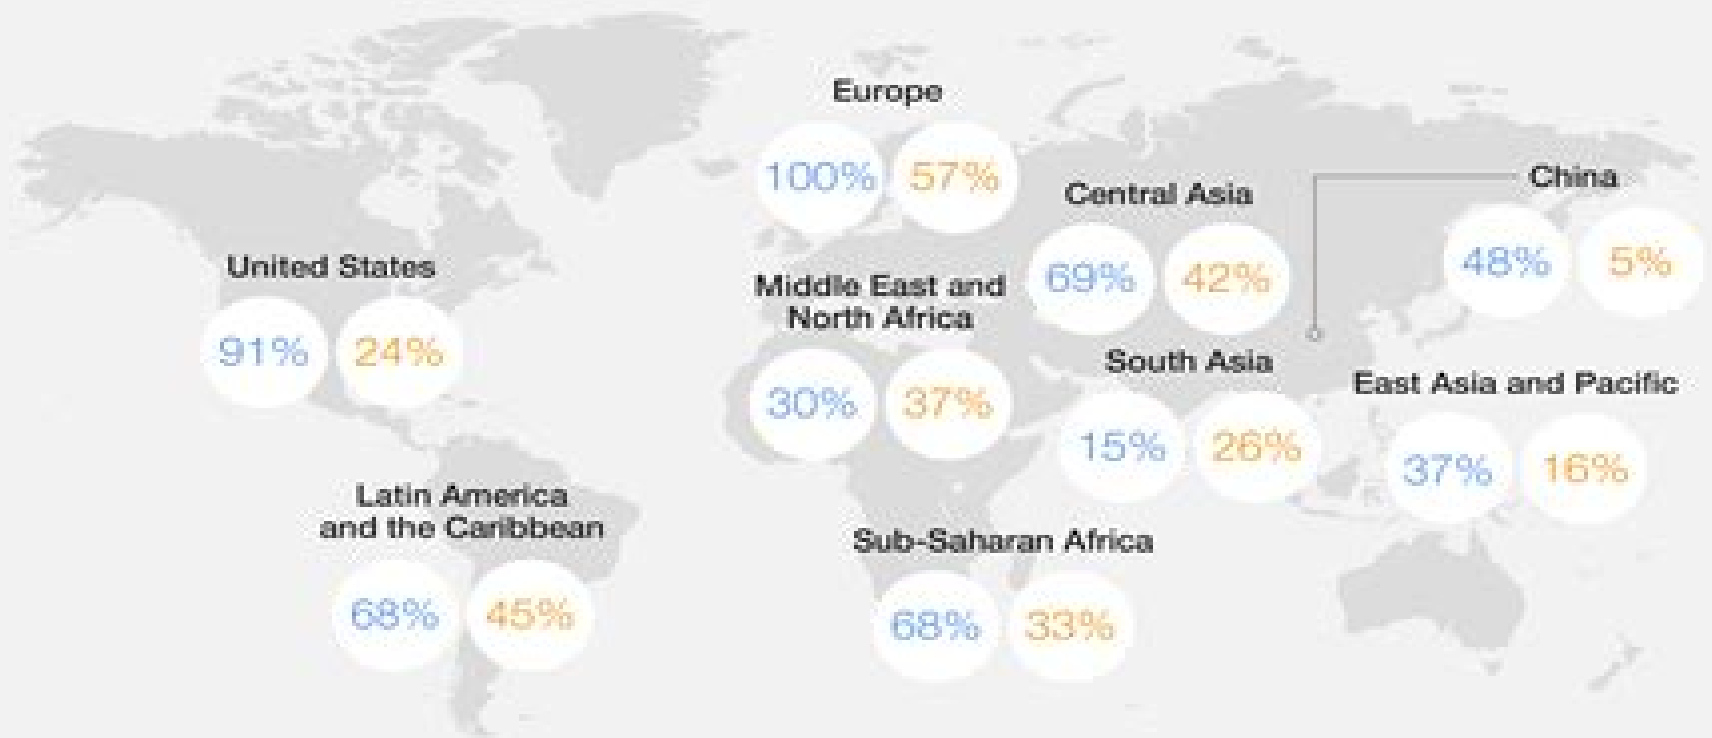 Europe
100% 57%
Central Asia
69% 42%
China
48% 5%
United States
91% 24%
Middle East and
North Africa
30% 37%
South Asia
15% 26%
East Asia and Pacific
37% 16%
Latin America
and the Caribbean
68% 45%
Sub-Saharan Africa
68% 33%